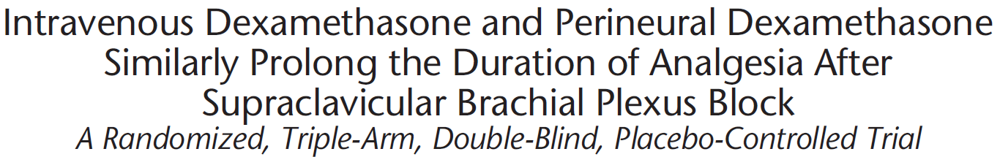 Intravenous Dexamethasone and Perineural Dexamethasone
Similarly Prolong the Duration of Analgesia After
Supraclavicular Brachial Plexus Block
A Randomized, Triple-Arm, Double-Blind, Placebo-Controlled Trial